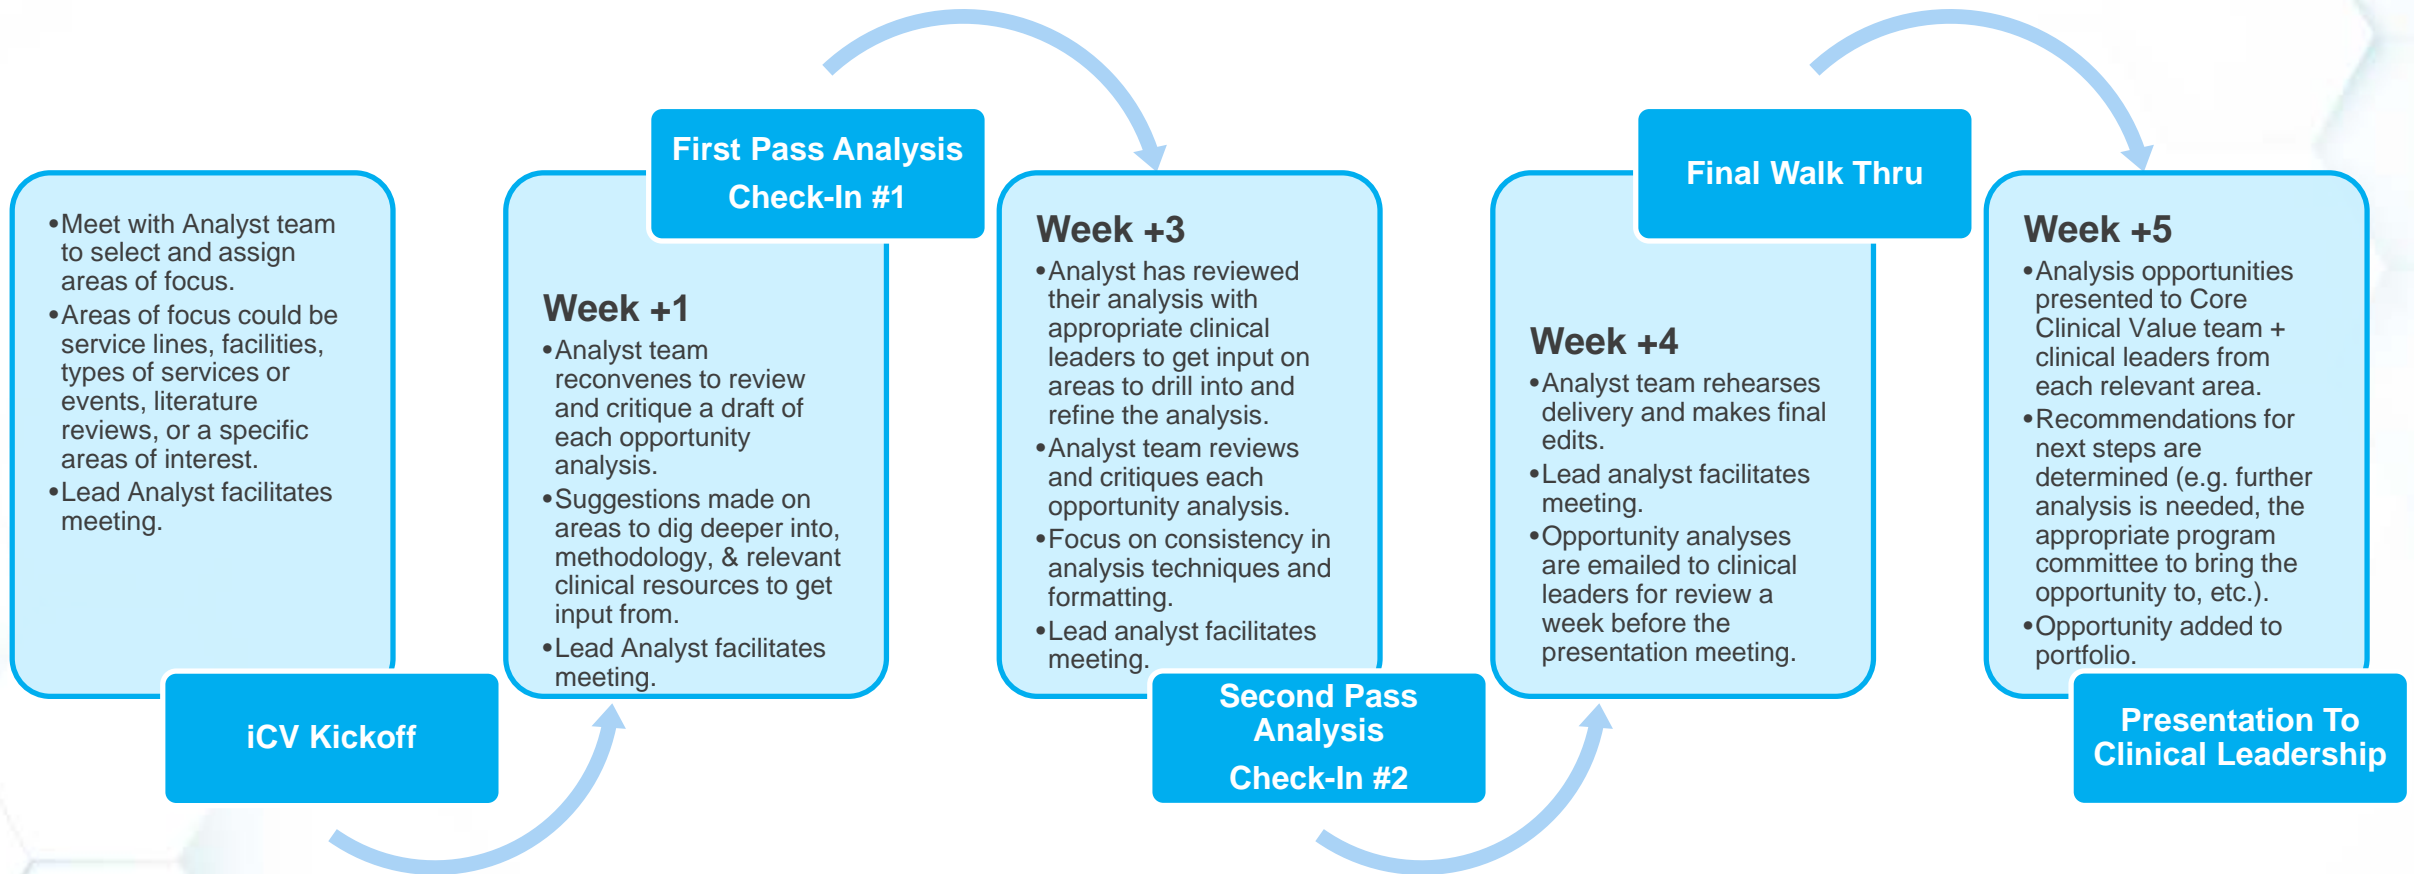 •Meet with Analyst team
to select and assign
areas of focus.
•Areas of focus could be
service lines, facilities,
types of services or
events, literature
reviews, or a specific
areas of interest.
•Lead Analyst facilitates
meeting.
iCV Kickoff
First Pass Analysis
Check-In #1
Week +1
•Analyst team
reconvenes to review
and critique a draft of
each opportunity
analysis.
•Suggestions made on
areas to dig deeper into,
methodology, & relevant
clinical resources to get
input from.
•Lead Analyst facilitates
meeting.
Week +3
•Analyst has reviewed
their analysis with
appropriate clinical
leaders to get input on
areas to drill into and
refine the analysis.
•Analyst team reviews
and critiques each
opportunity analysis.
•Focus on consistency in
analysis techniques and
formatting.
•Lead analyst facilitates
meeting.
Second Pass
Analysis
Check-In #2
Final Walk Thru
Week +4
•Analyst team rehearses
delivery and makes final
edits.
•Lead analyst facilitates
meeting.
•Opportunity analyses
are emailed to clinical
leaders for review a
week before the
presentation meeting.
Week +5
•Analysis opportunities
presented to Core
Clinical Value team +
clinical leaders from
each relevant area.
•Recommendations for
next steps are
determined (e.g. further
analysis is needed, the
appropriate program
committee to bring the
opportunity to, etc.).
•Opportunity added to
portfolio.
Presentation To
Clinical Leadership